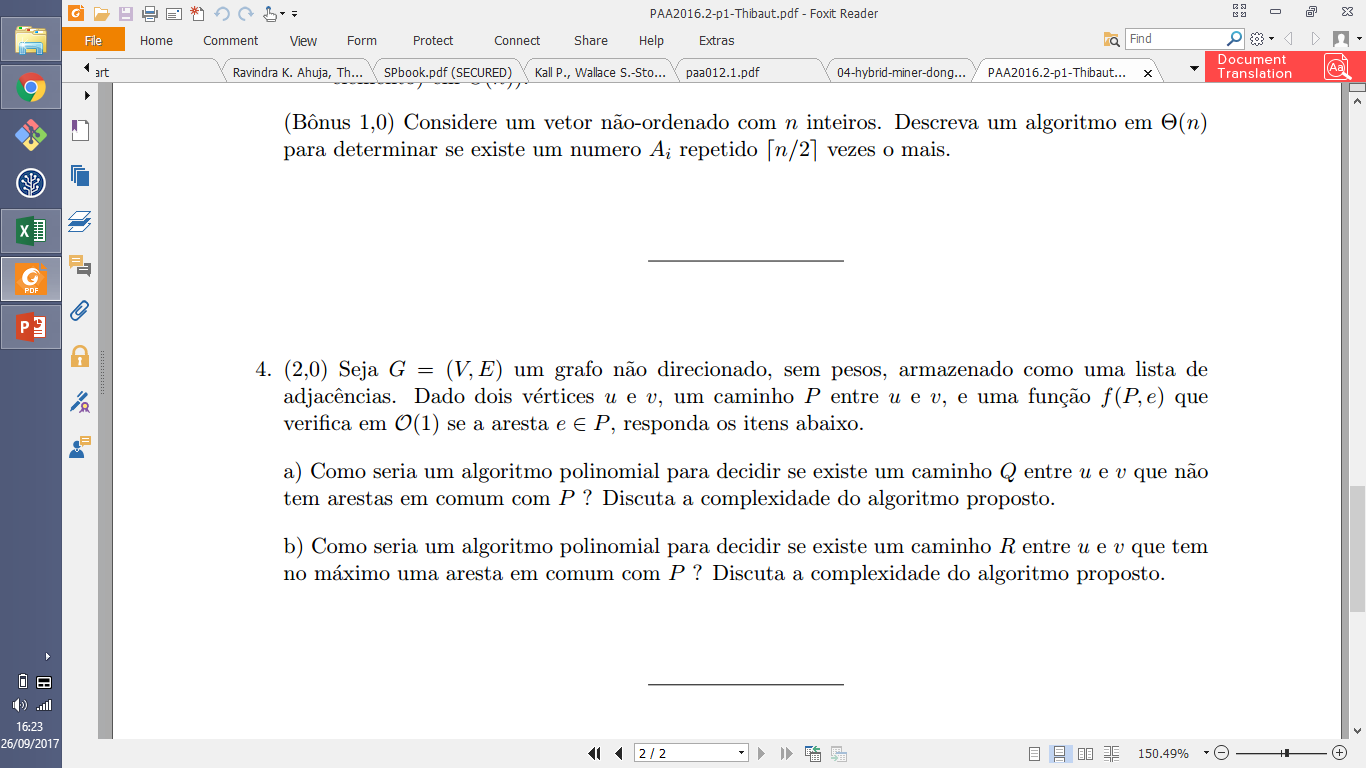 PAA2016.2-p1-Thibaut.pdf - Foxit Reader
File Home Comment View Form Protect Connect Share Help Extras
Find
art Ravindra K. Ahuja, Th... SPbook.pdf (SECURED) Kall P., Wallace S.-Sto... paa012.1.pdf 04-hybrid-miner-dong... PAA2016.2-p1-Thibaut...
Document
Translation
(Bônus 1,0) Considere um vetor não-ordenado com n inteiros. Descreva um algoritmo em Θ(n)
para determinar se existe um numero Ai repetido ⌈n/2⌉ vezes o mais.
4. (2,0) Seja G = (V, E) um grafo não direcionado, sem pesos, armazenado como uma lista de
adjacências. Dado dois vértices u e v, um caminho P entre u e v, e uma função f(P, e) que
verifica em O(1) se a aresta e ∈ P, responda os itens abaixo.
a) Como seria um algoritmo polinomial para decidir se existe um caminho Q entre u e v que não
tem arestas em comum com P ? Discuta a complexidade do algoritmo proposto.
b) Como seria um algoritmo polinomial para decidir se existe um caminho R entre u e v que tem
no máximo uma aresta em comum com P ? Discuta a complexidade do algoritmo proposto.
PDF
16:23
26/09/2017
2 / 2
150.49%